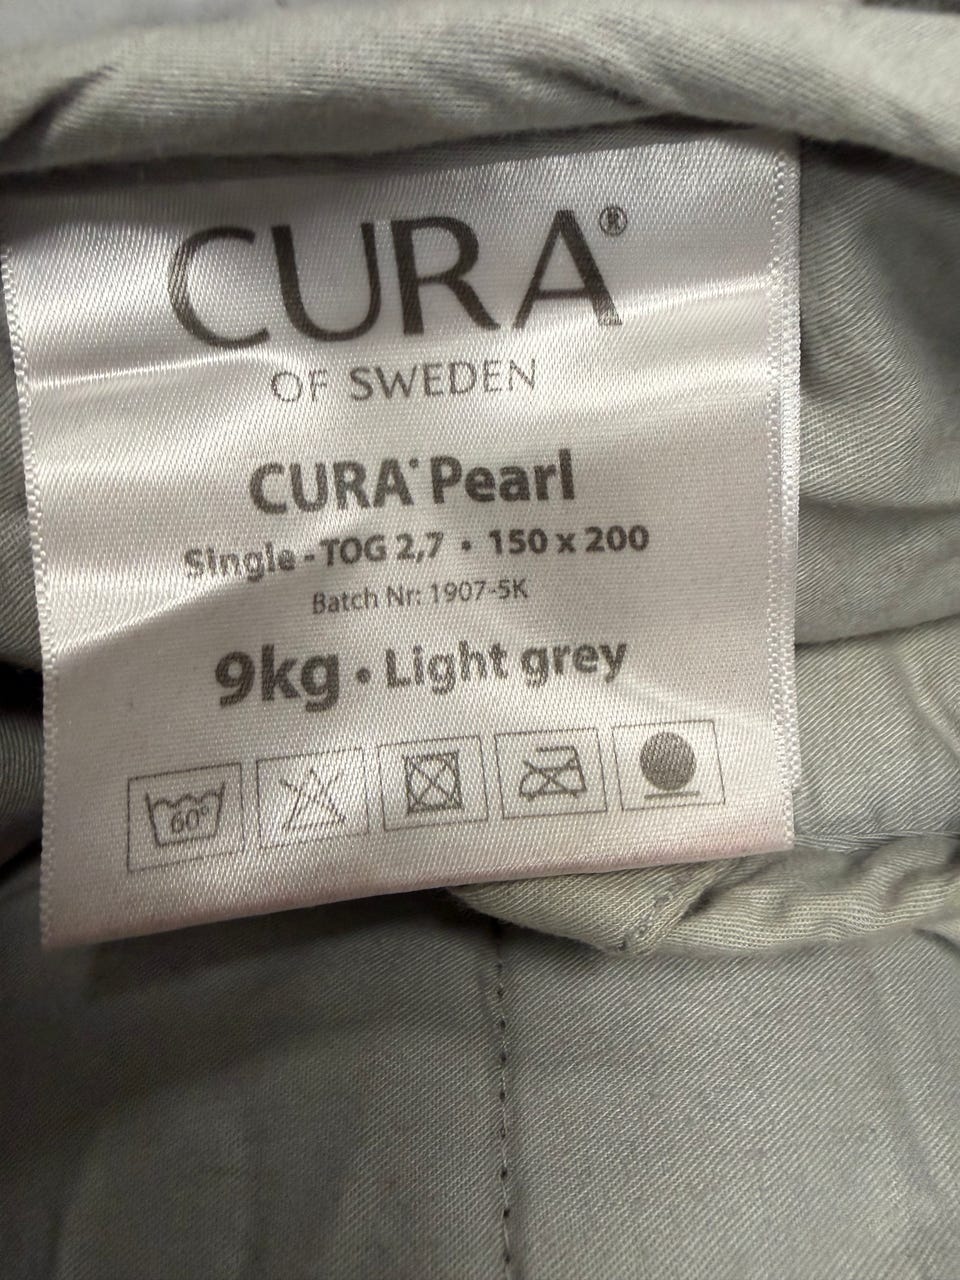 CURA®
OF SWEDEN
CURA® Pearl
Single - TOG 2,7 • 150 x 200
Batch Nr: 1907-5K
9kg • Light grey
60°